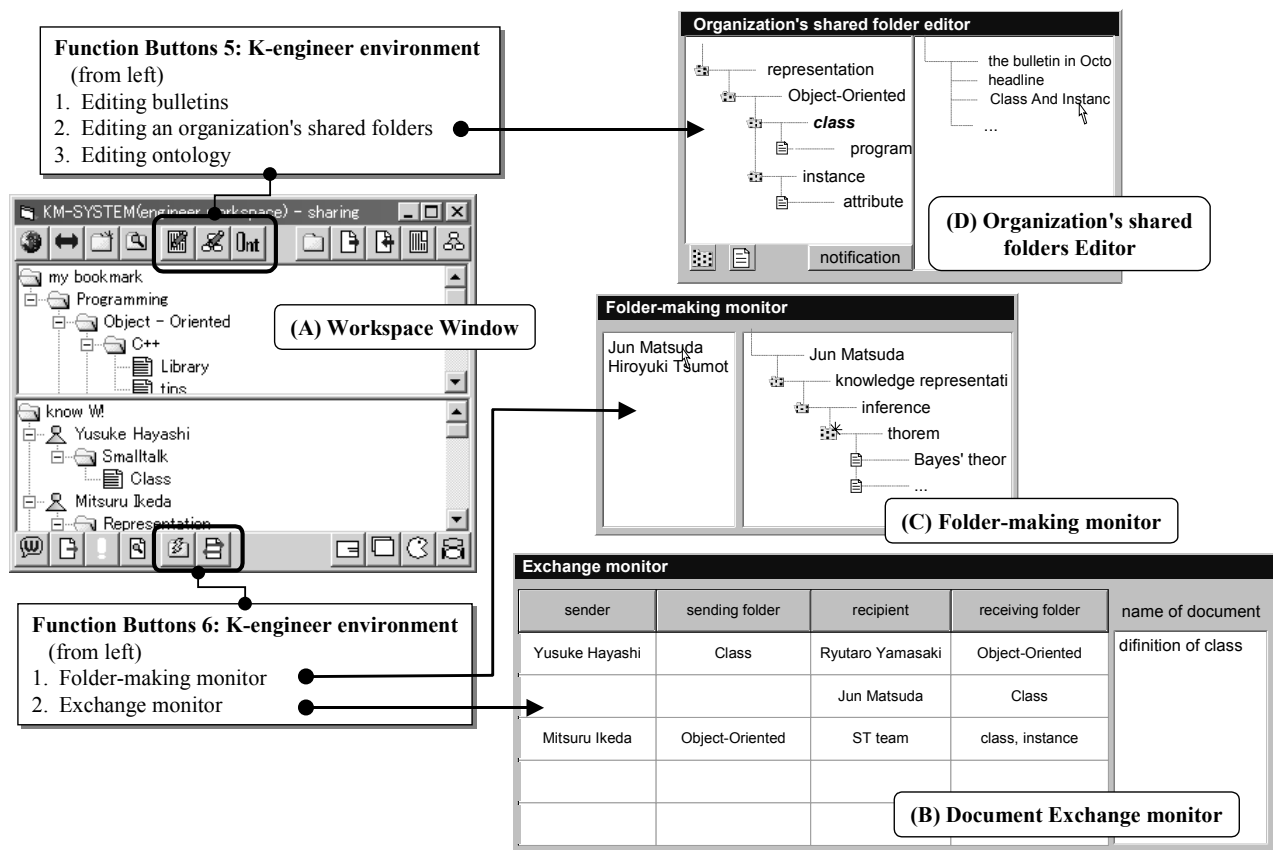 Function Buttons 5: K-engineer environment
(from left)
1. Editing bulletins
2. Editing an organization's shared folders
3. Editing ontology
KM-SYSTEM(engineer workspace) - sharing
Ont
my bookmark
Programming
Object - Oriented
C++
Library
tips
(A) Workspace Window
know W!
Yusuke Hayashi
Smalltalk
Class
Mitsuru Ikeda
Representation
Function Buttons 6: K-engineer environment
(from left)
1. Folder-making monitor
2. Exchange monitor
Organization's shared folder editor
representation
Object-Oriented
class
program
instance
attribute
notification
the bulletin in Octo
headline
Class And Instanc
...
(D) Organization's shared
folders Editor
Folder-making monitor
Jun Matsuda
Hiroyuki Tsumot
Jun Matsuda
knowledge representati
inference
thorem
Bayes' theor
...
(C) Folder-making monitor
Exchange monitor
sender sending folder recipient receiving folder name of document
Yusuke Hayashi Class Ryutaro Yamasaki Object-Oriented difinition of class
Jun Matsuda Class
Mitsuru Ikeda Object-Oriented ST team class, instance
(B) Document Exchange monitor